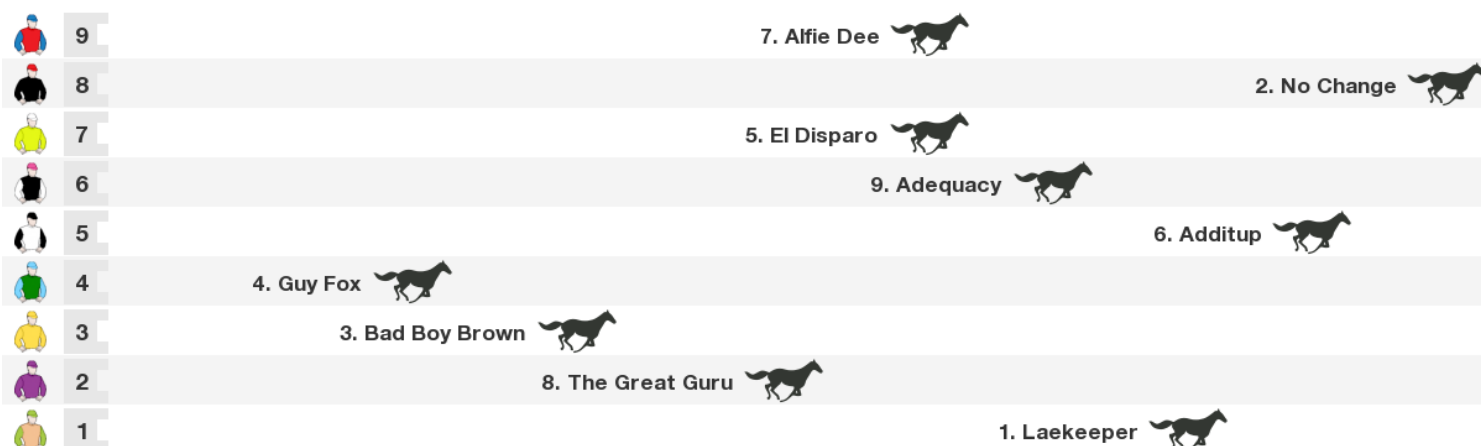 9 7. Alfie Dee
8 2. No Change
7 5. El Disparo
6 9. Adequacy
5 6. Additup
4 4. Guy Fox
3 3. Bad Boy Brown
2 8. The Great Guru
1 1. Laekeeper